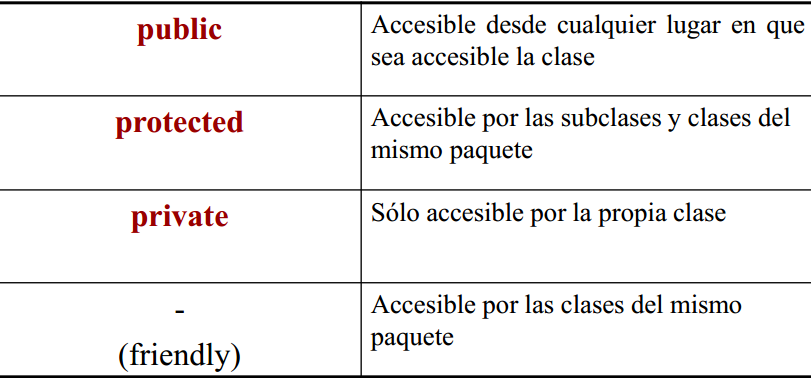 public
Accesible desde cualquier lugar en que
sea accesible la clase
protected
Accesible por las subclases y clases del
mismo paquete
private
Sólo accesible por la propia clase
-
(friendly)
Accesible por las clases del mismo
paquete